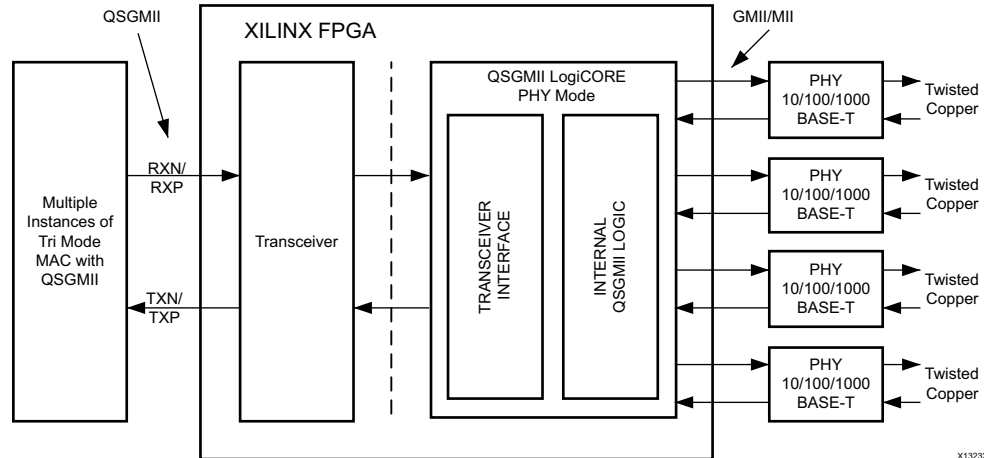 QSGMII
XILINX FPGA
GMII/MII
Multiple
Instances of
Tri Mode
MAC with
QSGMII
RXN/
RXP
TXN/
TXP
Transceiver
QSGMII LogiCORE
PHY Mode
TRANSCEIVER
INTERFACE
INTERNAL
QSGMII LOGIC
PHY
10/100/1000
BASE-T
Twisted
Copper
PHY
10/100/1000
BASE-T
Twisted
Copper
PHY
10/100/1000
BASE-T
Twisted
Copper
PHY
10/100/1000
BASE-T
Twisted
Copper